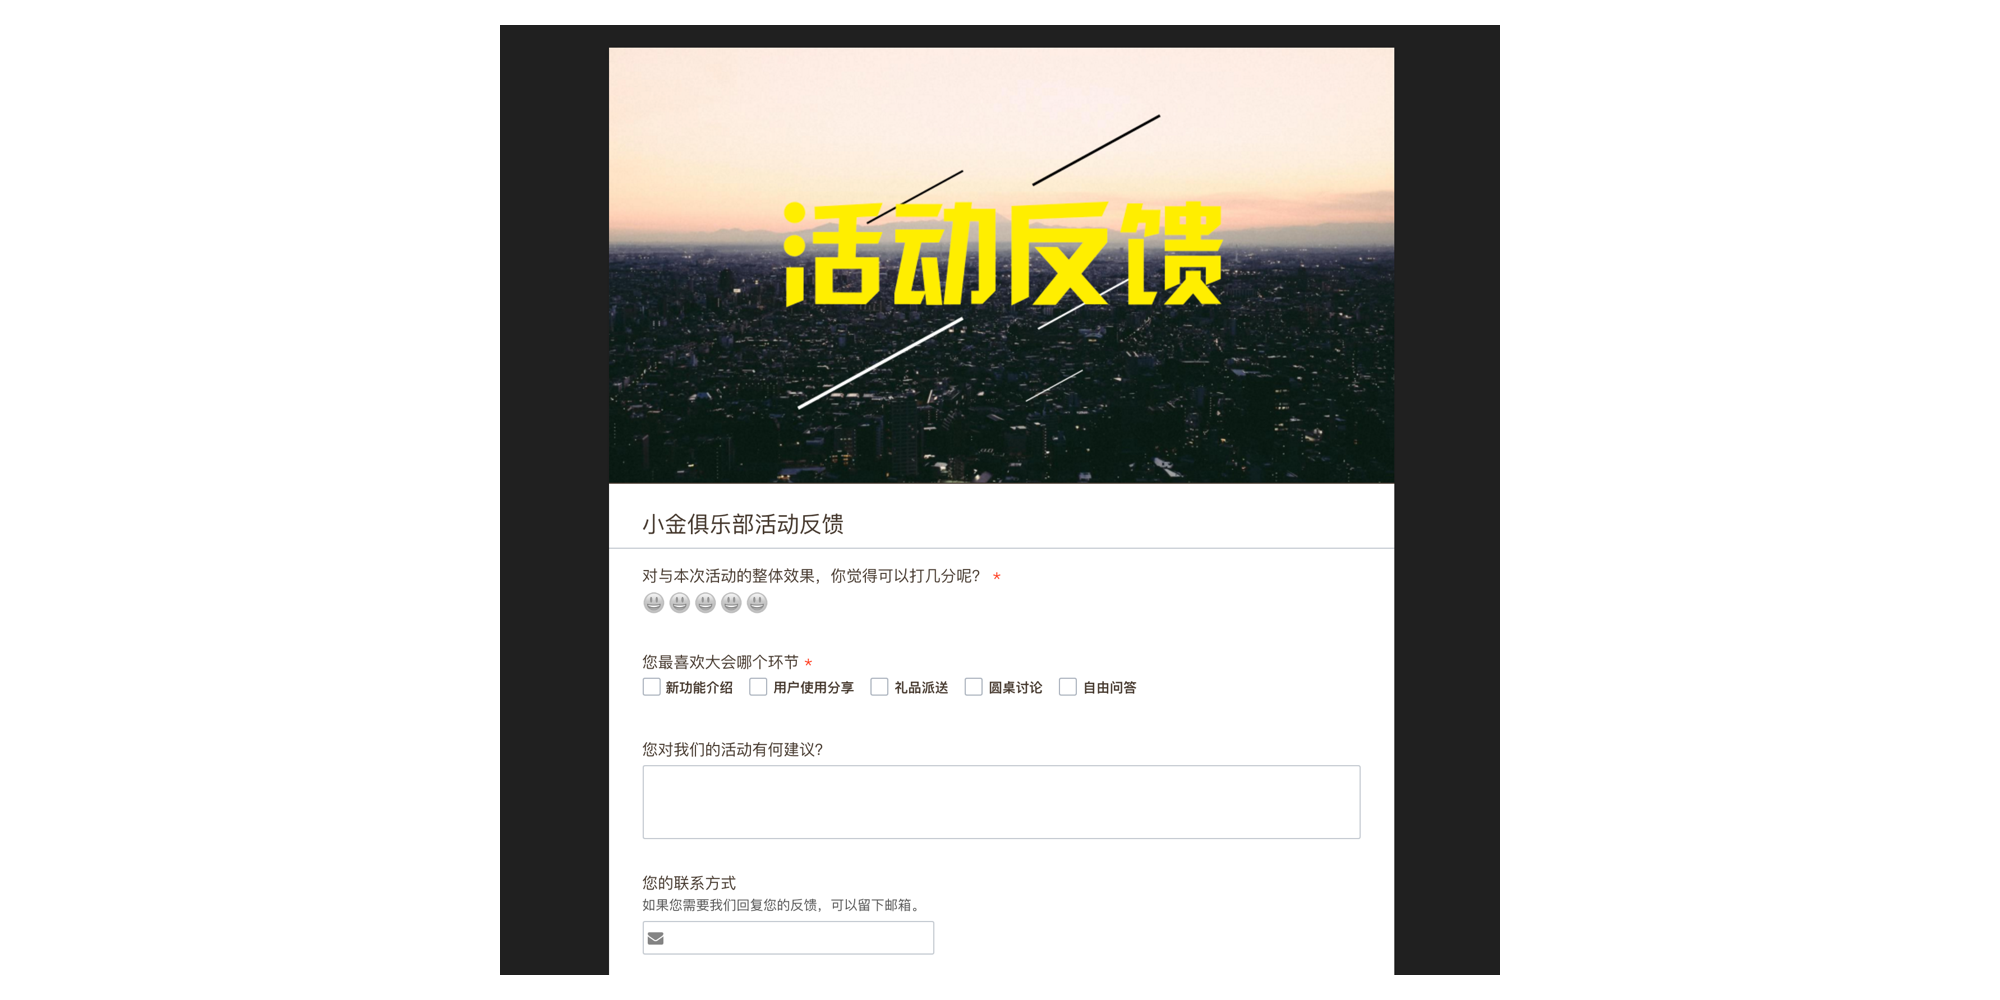 活动反馈
小金俱乐部活动反馈
对与本次活动的整体效果，你觉得可以打几分呢？ *
您最喜欢大会哪个环节 *
新功能介绍 用户使用分享 礼品派送 圆桌讨论 自由问答
您对我们的活动有何建议?
您的联系方式
如果您需要我们回复您的反馈，可以留下邮箱。